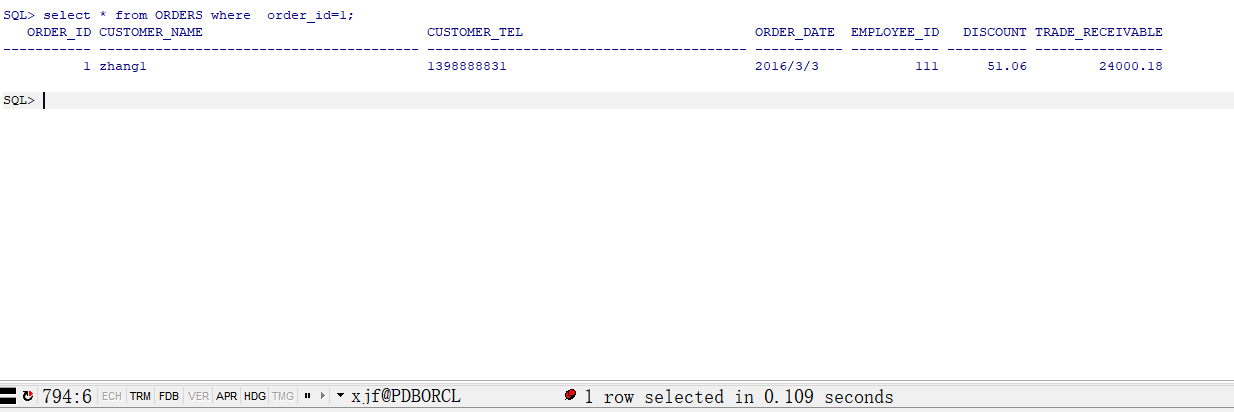 SQL> select * from ORDERS where  order_id=1;
ORDER_ID CUSTOMER_NAME CUSTOMER_TEL ORDER_DATE EMPLOYEE_ID DISCOUNT TRADE_RECEIVABLE
---------- ---------------------------------------- ---------------------------------------- ----------- ----------- ---------- ----------------
1 zhang1 1398888831 2016/3/3 111 51.06 24000.18
SQL>
794:6 ECH TRM FDB VER APR HDG TMG xjf@PDBORCL 1 row selected in 0.109 seconds